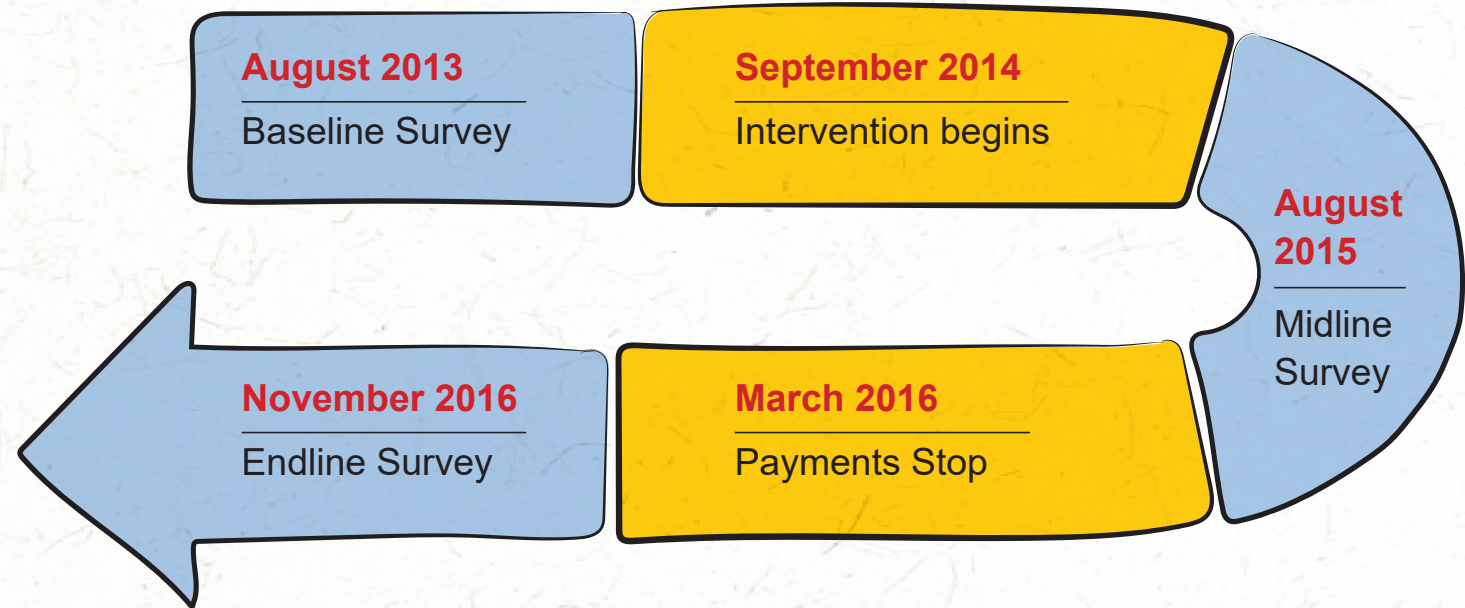 August 2013
Baseline Survey
September 2014
Intervention begins
August
2015
Midline
Survey
March 2016
Payments Stop
November 2016
Endline Survey